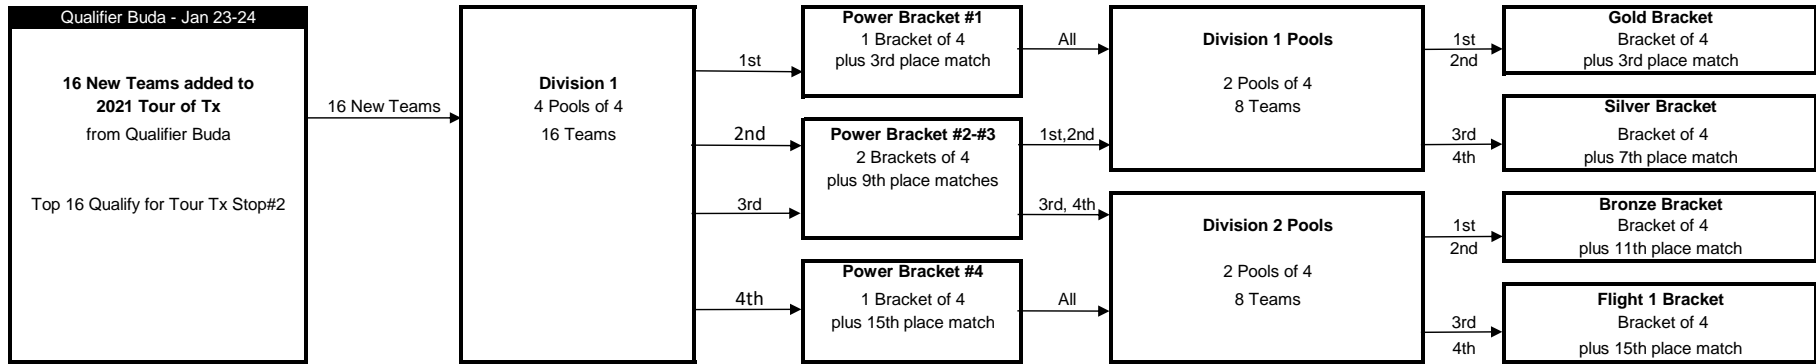 Qualifier Buda - Jan 23-24
16 New Teams added to
2021 Tour of Tx
from Qualifier Buda
Top 16 Qualify for Tour Tx Stop#2
16 New Teams
Division 1
4 Pools of 4
16 Teams
1st
2nd
3rd
4th
Power Bracket #1
1 Bracket of 4
plus 3rd place match
Power Bracket #2-#3
2 Brackets of 4
plus 9th place matches
Power Bracket #4
1 Bracket of 4
plus 15th place match
All
1st,2nd
3rd, 4th
All
Division 1 Pools
2 Pools of 4
8 Teams
Division 2 Pools
2 Pools of 4
8 Teams
1st
2nd
3rd
4th
1st
2nd
3rd
4th
Gold Bracket
Bracket of 4
plus 3rd place match
Silver Bracket
Bracket of 4
plus 7th place match
Bronze Bracket
Bracket of 4
plus 11th place match
Flight 1 Bracket
Bracket of 4
plus 15th place match